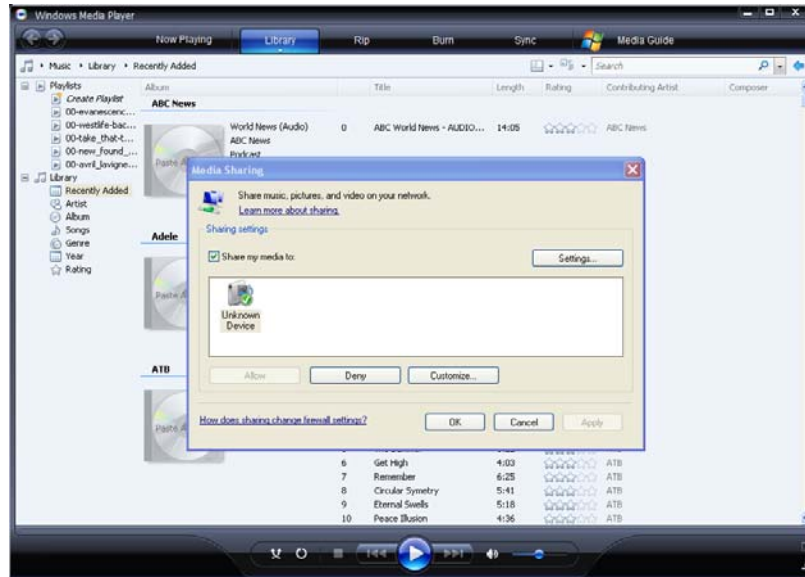 Windows Media Player
Now Playing Library Rip Burn Sync Media Guide
Music Library Recently Added Search
Playlists Album Title Length Rating Contributing Artist Composer
Create Playlist ABC News
00-evanescenc...
00-westlife-bac... World News (Audio) 0 ABC World News - AUDIO... 14:05 ABC News
00-take_that-t... ABC News
00-new_found_... Podcast
00-avril_lavigne... Paste A
Library
Recently Added
Artist
Album
Songs Adele
Genre
Year
Rating
Paste A
ATB
Paste A
Media Sharing
Share music, pictures, and video on your network.
Learn more about sharing.
Sharing settings
Share my media to: Settings...
Unknown
Device
Allow Deny Customize...
How does sharing change firewall settings? OK Cancel Apply
6 Get High 4:03 ATB
7 Remember 6:25 ATB
8 Circular Symetry 5:41 ATB
9 Eternal Swells 5:18 ATB
10 Peace Illusion 4:36 ATB